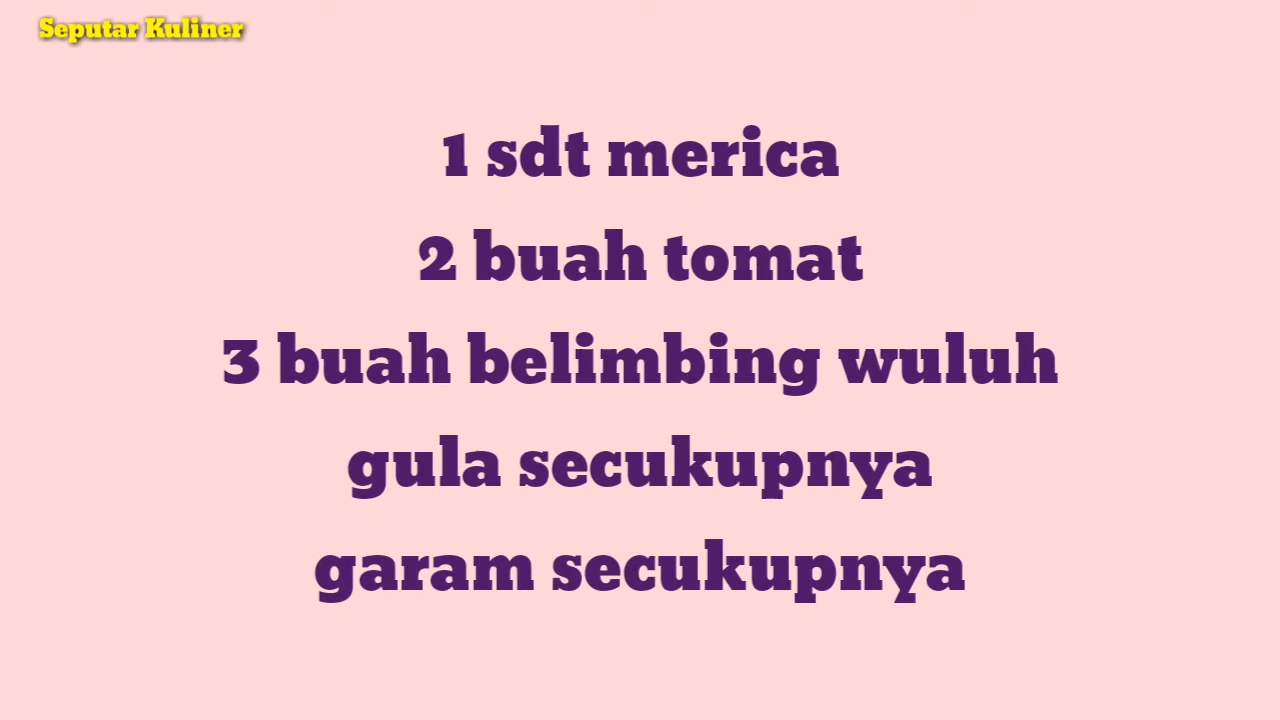 Seputar Kuliner
1 sdt merica
2 buah tomat
3 buah belimbing wuluh
gula secukupnya
garam secukupnya